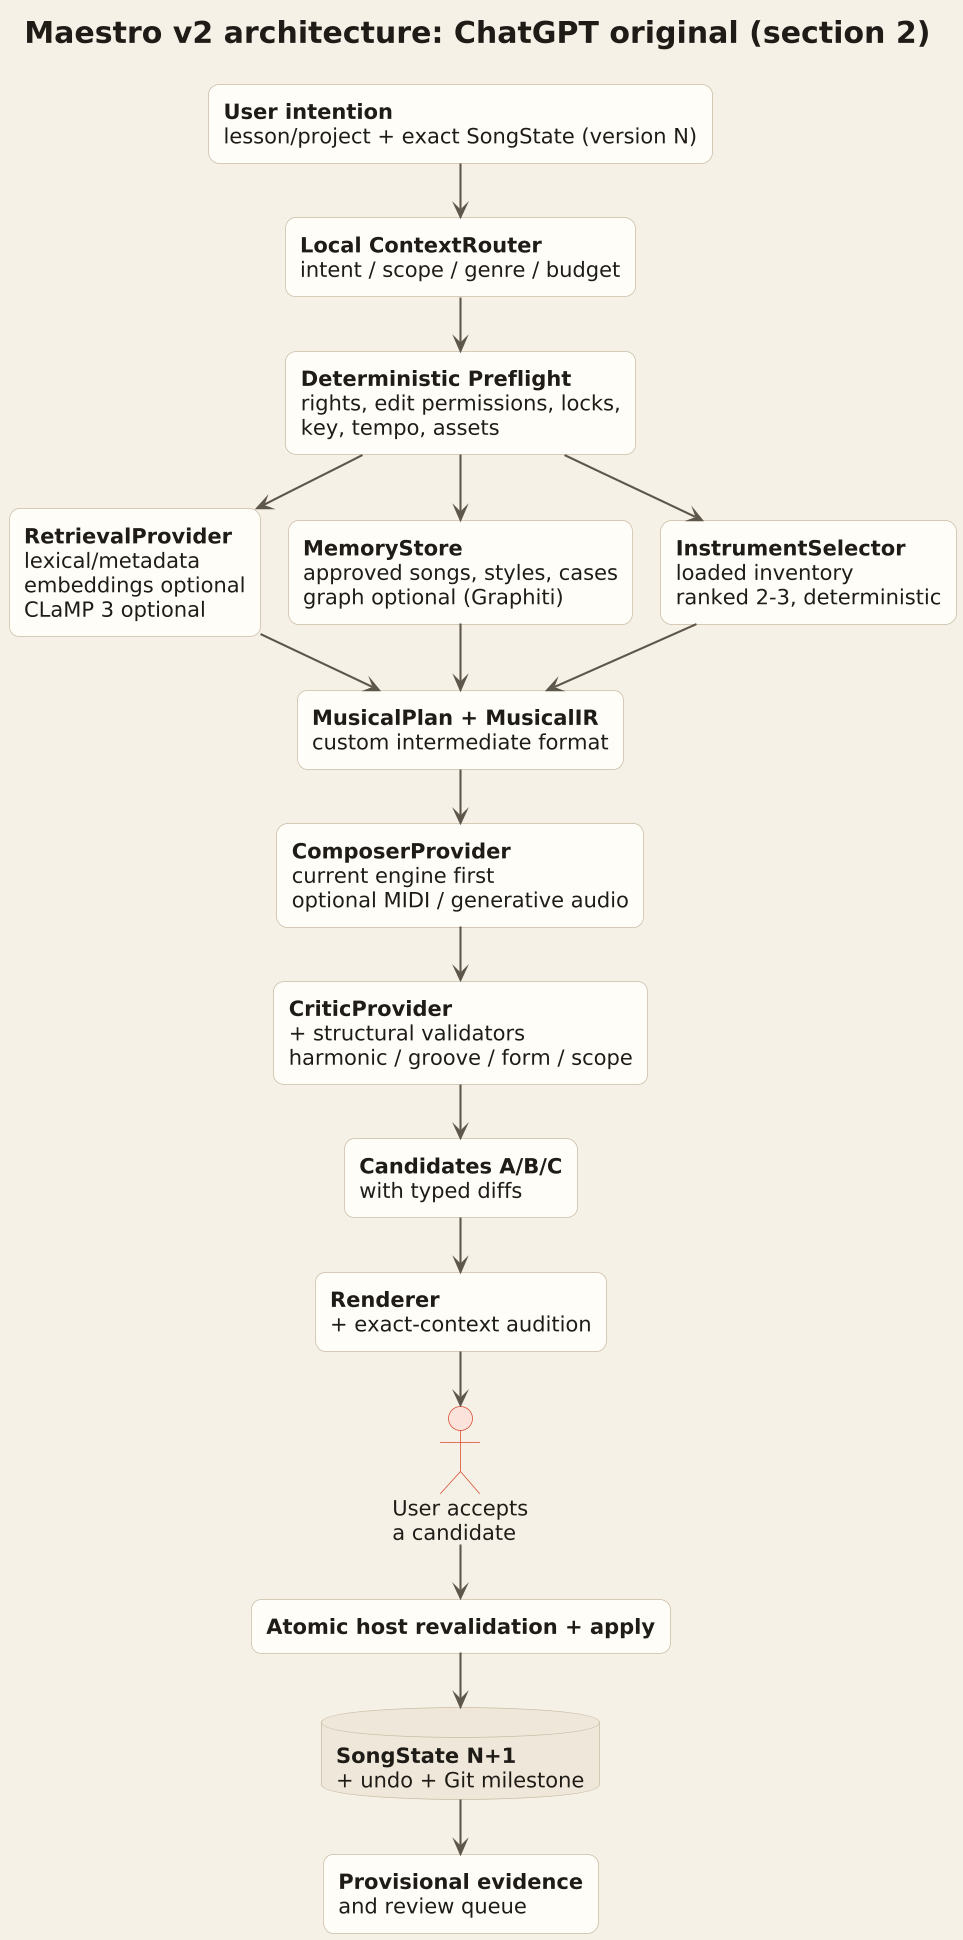 Maestro v2 architecture: ChatGPT original (section 2)
User intention
lesson/project + exact SongState (version N)
Local ContextRouter
intent / scope / genre / budget
Deterministic Preflight
rights, edit permissions, locks,
key, tempo, assets
RetrievalProvider
lexical/metadata
embeddings optional
CLaMP 3 optional
MemoryStore
approved songs, styles, cases
graph optional (Graphiti)
InstrumentSelector
loaded inventory
ranked 2-3, deterministic
MusicalPlan + MusicalIR
custom intermediate format
ComposerProvider
current engine first
optional MIDI / generative audio
CriticProvider
+ structural validators
harmonic / groove / form / scope
Candidates A/B/C
with typed diffs
Renderer
+ exact-context audition
User accepts
a candidate
Atomic host revalidation + apply
SongState N+1
+ undo + Git milestone
Provisional evidence
and review queue